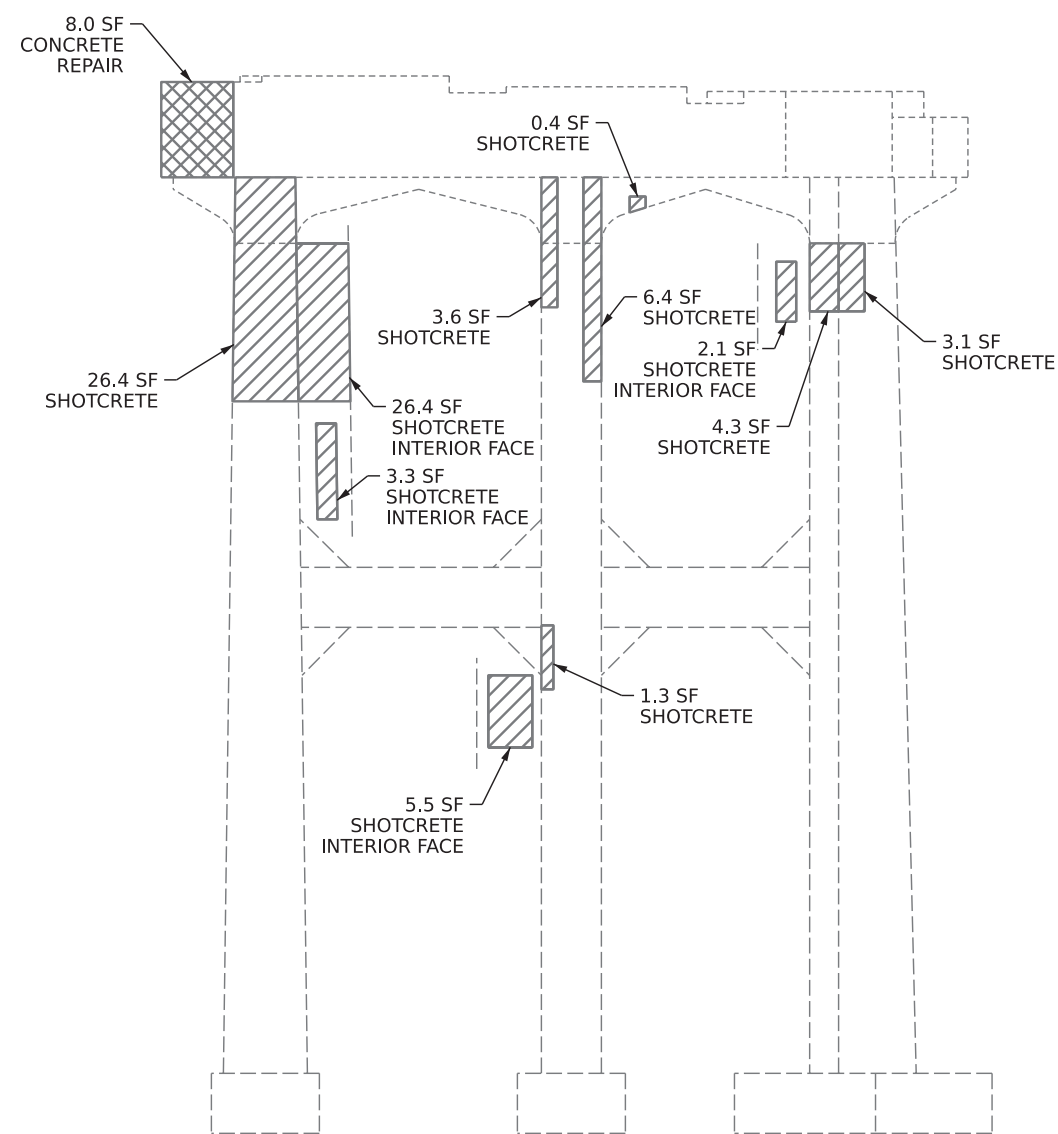 8.0 SF
CONCRETE
REPAIR
0.4 SF
SHOTCRETE
3.6 SF
SHOTCRETE
6.4 SF
SHOTCRETE
2.1 SF
SHOTCRETE
INTERIOR FACE
3.1 SF
SHOTCRETE
26.4 SF
SHOTCRETE
26.4 SF
SHOTCRETE
INTERIOR FACE
4.3 SF
SHOTCRETE
3.3 SF
SHOTCRETE
INTERIOR FACE
1.3 SF
SHOTCRETE
5.5 SF
SHOTCRETE
INTERIOR FACE